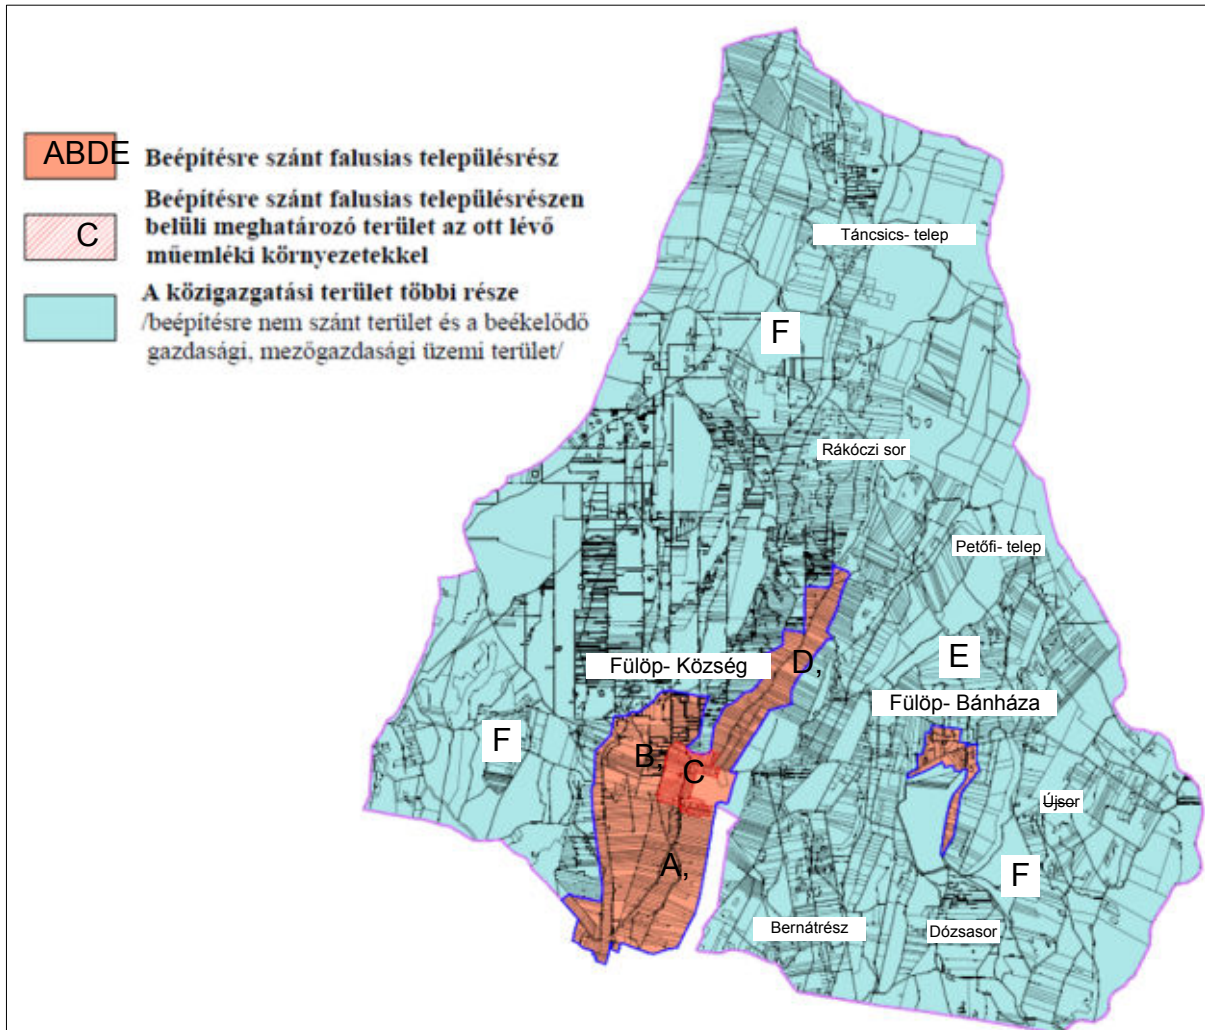 ABDE
Beépítésre szánt falusias településrész
C
Beépítésre szánt falusias településrészen
belüli meghatározó terület az ott lévő
műemléki környezetekkel
A közigazgatási terület többi része
/beépítésre nem szánt terület és a beékelődő
gazdasági, mezőgazdasági üzemi terület/
Táncsics- telep
F
Rákóczi sor
Petőfi- telep
Fülöp- Község
D,
E
Fülöp- Bánháza
F
B,
C
Újsor
A,
F
Bernátrész
Dózsasor